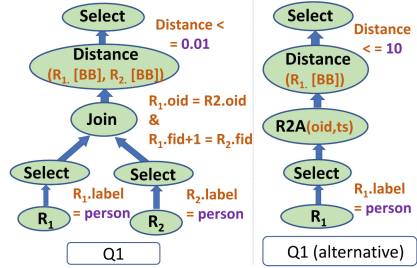 Select
Distance <
= 0.01
Distance
(R1. [BB], R2. [BB])
Join
R1.oid = R2.oid
&
R1.fid+1 = R2.fid
Select
Select
R1.label
= person
R2.label
= person
R1
R2
Q1
Select
Distance
<= 10
Distance
(R1. [BB])
R2A(oid,ts)
Select
R1.label
= person
R1
Q1 (alternative)